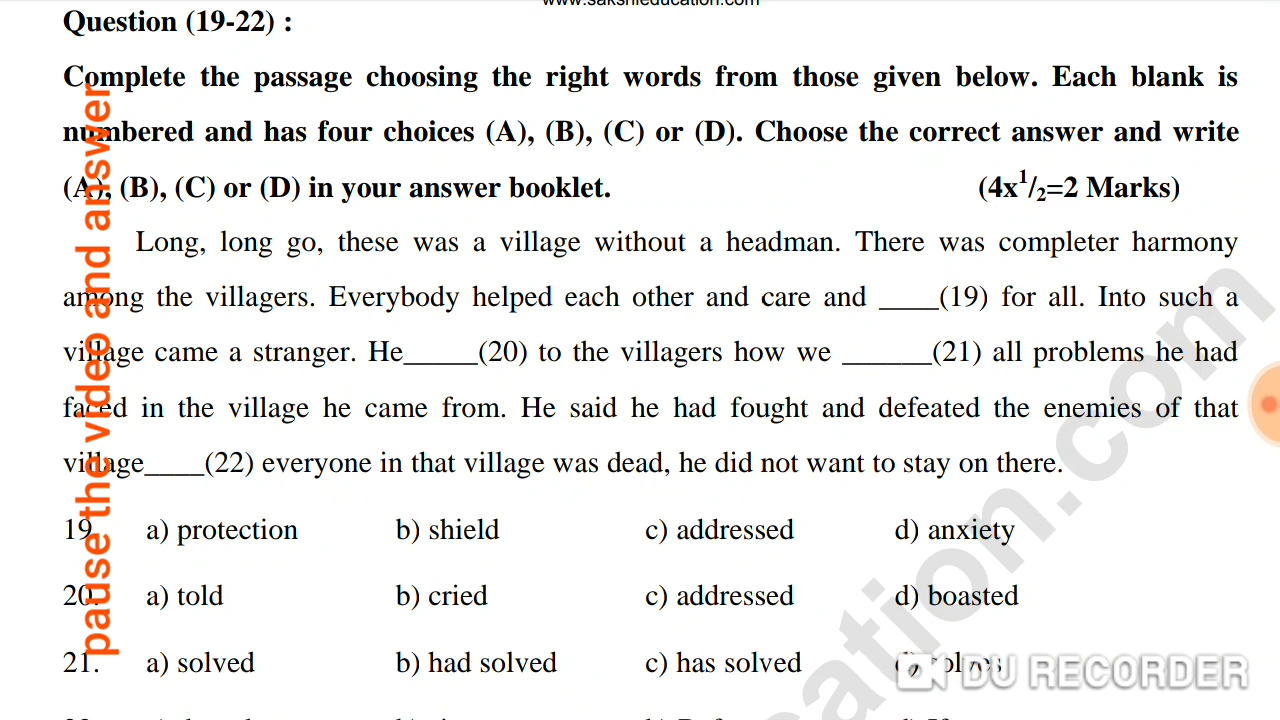 www.sakshieducation.com
Question (19-22) :
Complete the passage choosing the right words from those given below. Each blank is
numbered and has four choices (A), (B), (C) or (D). Choose the correct answer and write
(A), (B), (C) or (D) in your answer booklet. (4x1/2=2 Marks)
Long, long go, these was a village without a headman. There was completer harmony
among the villagers. Everybody helped each other and care and ____(19) for all. Into such a
village came a stranger. He_____(20) to the villagers how we ______(21) all problems he had
faced in the village he came from. He said he had fought and defeated the enemies of that
village____(22) everyone in that village was dead, he did not want to stay on there.
19. a) protection b) shield c) addressed d) anxiety
20. a) told b) cried c) addressed d) boasted
21. a) solved b) had solved c) has solved d) solves
pause the video and answer
ation.com
DU RECORDER